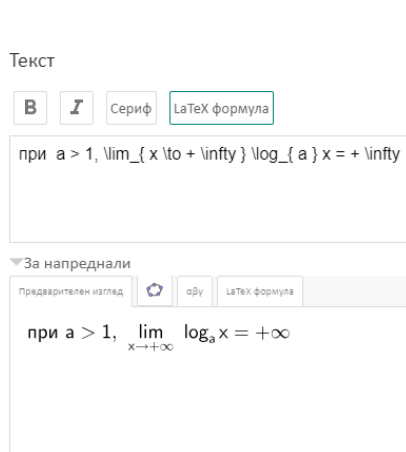 Текст
B I Сериф LaTeX формула
при a > 1, \lim_{ x \to + \infty } \log_{ a } x = + \infty
За напреднали
Предварителен изглед αβγ LaTeX формула
при a > 1, lim log_a x = +∞
x→+∞